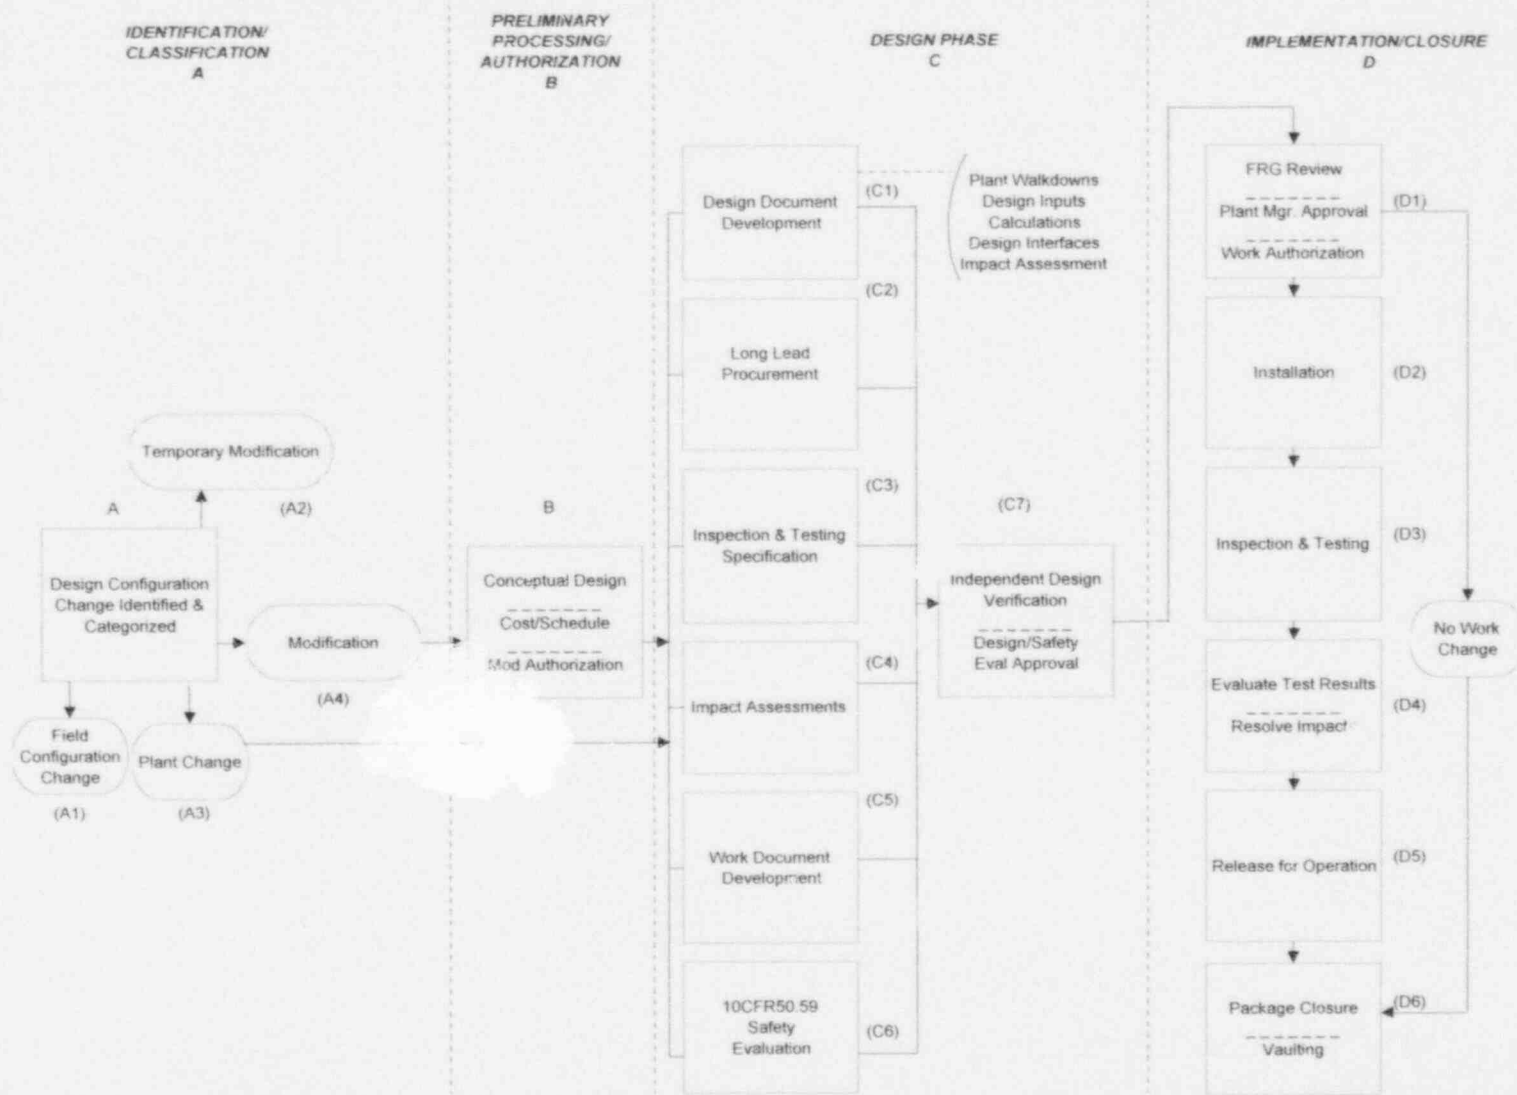 IDENTIFICATION/
CLASSIFICATION
A
PRELIMINARY
PROCESSING/
AUTHORIZATION
B
DESIGN PHASE
C
IMPLEMENTATION/CLOSURE
D
Temporary Modification
(A2)
A
Design Configuration
Change Identified &
Categorized
Modification
(A4)
Field
Configuration
Change
(A1)
Plant Change
(A3)
B
Conceptual Design
Cost/Schedule
Mod Authorization
Design Document
Development
(C1)
Plant Walkdowns
Design Inputs
Calculations
Design Interfaces
Impact Assessment
(C2)
Long Lead
Procurement
(C3)
Inspection & Testing
Specification
(C4)
Impact Assessments
(C5)
Work Document
Development
10CFR50.59
Safety
Evaluation
(C6)
(C7)
Independent Design
Verification
Design/Safety
Eval Approval
FRG Review
Plant Mgr. Approval
Work Authorization
(D1)
Installation
(D2)
Inspection & Testing
(D3)
No Work
Change
Evaluate Test Results
Resolve Impact
(D4)
Release for Operation
(D5)
Package Closure
Vaulting
(D6)